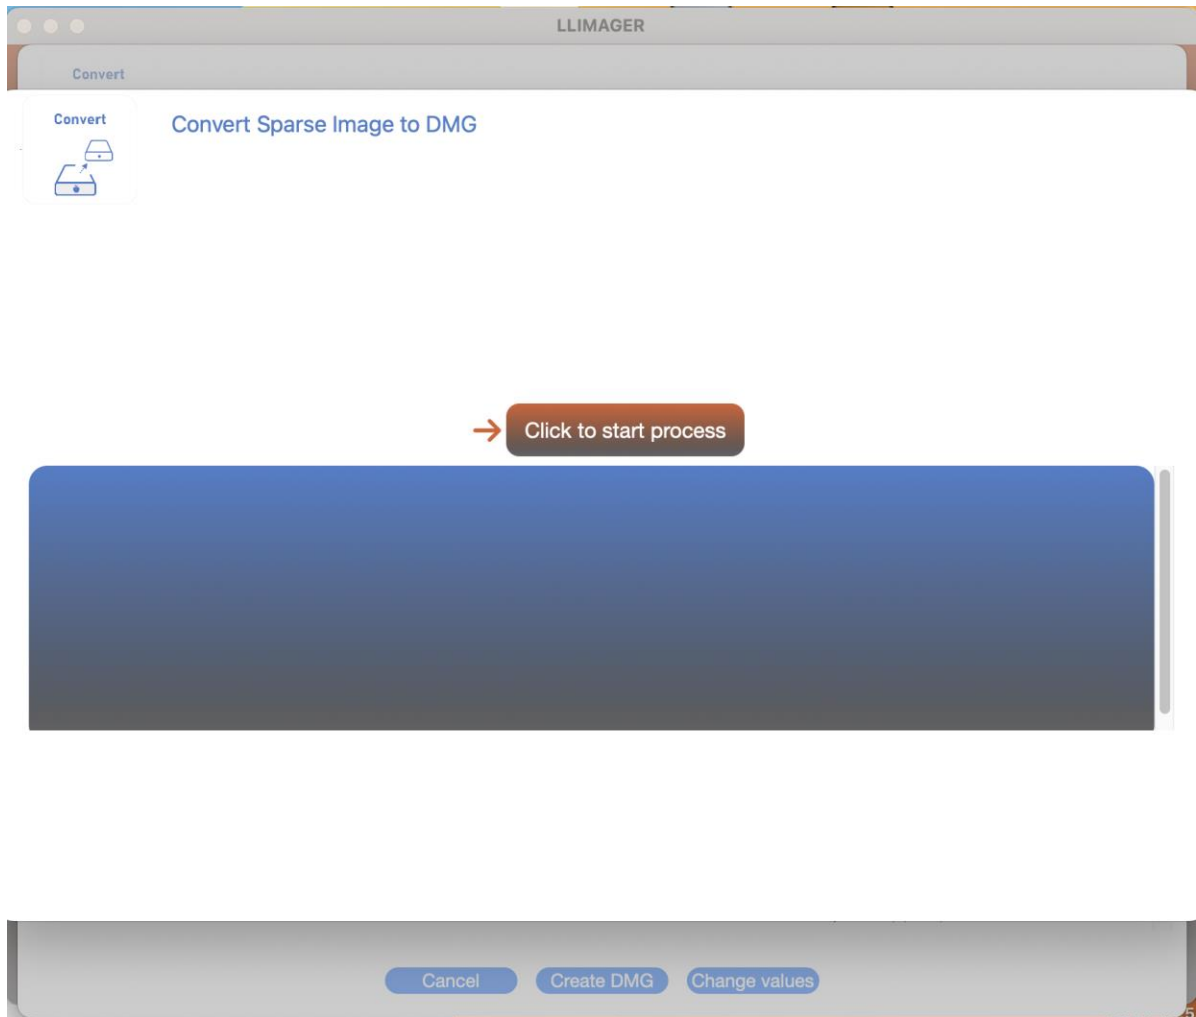 LLIMAGER
Convert
Convert
Convert Sparse Image to DMG
Click to start process
Cancel
Create DMG
Change values